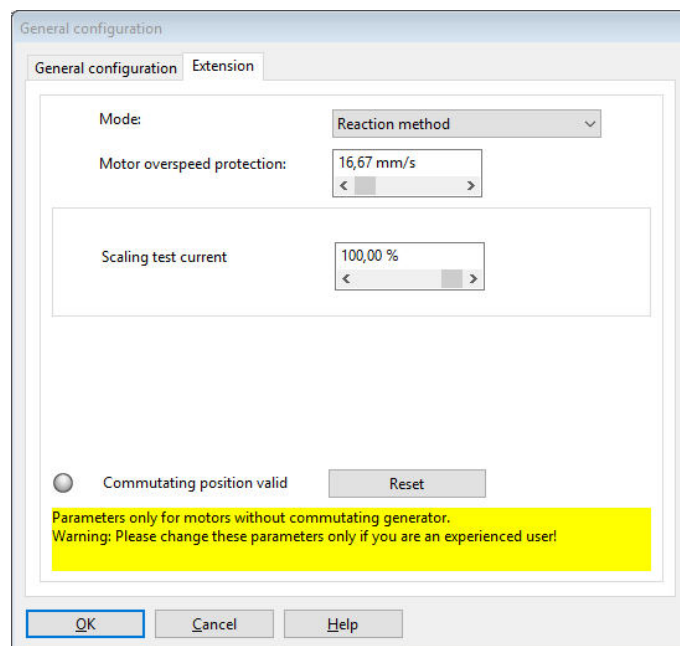 General configuration
General configuration Extension
Mode: Reaction method
Motor overspeed protection: 16,67 mm/s
Scaling test current 100,00 %
Commutating position valid Reset
Parameters only for motors without commutating generator.
Warning: Please change these parameters only if you are an experienced user!
OK Cancel Help